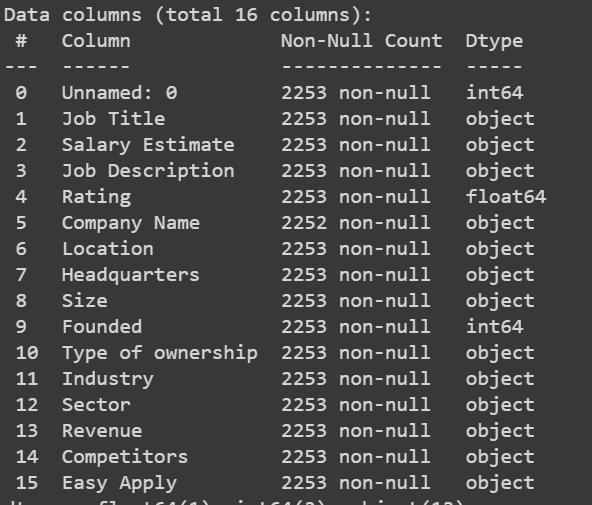 Data columns (total 16 columns):
 #   Column             Non-Null Count  Dtype
---  ------             --------------  -----
 0   Unnamed: 0         2253 non-null   int64
 1   Job Title          2253 non-null   object
 2   Salary Estimate    2253 non-null   object
 3   Job Description    2253 non-null   object
 4   Rating             2253 non-null   float64
 5   Company Name       2252 non-null   object
 6   Location           2253 non-null   object
 7   Headquarters       2253 non-null   object
 8   Size               2253 non-null   object
 9   Founded            2253 non-null   int64
 10  Type of ownership  2253 non-null   object
 11  Industry           2253 non-null   object
 12  Sector             2253 non-null   object
 13  Revenue            2253 non-null   object
 14  Competitors        2253 non-null   object
 15  Easy Apply         2253 non-null   object